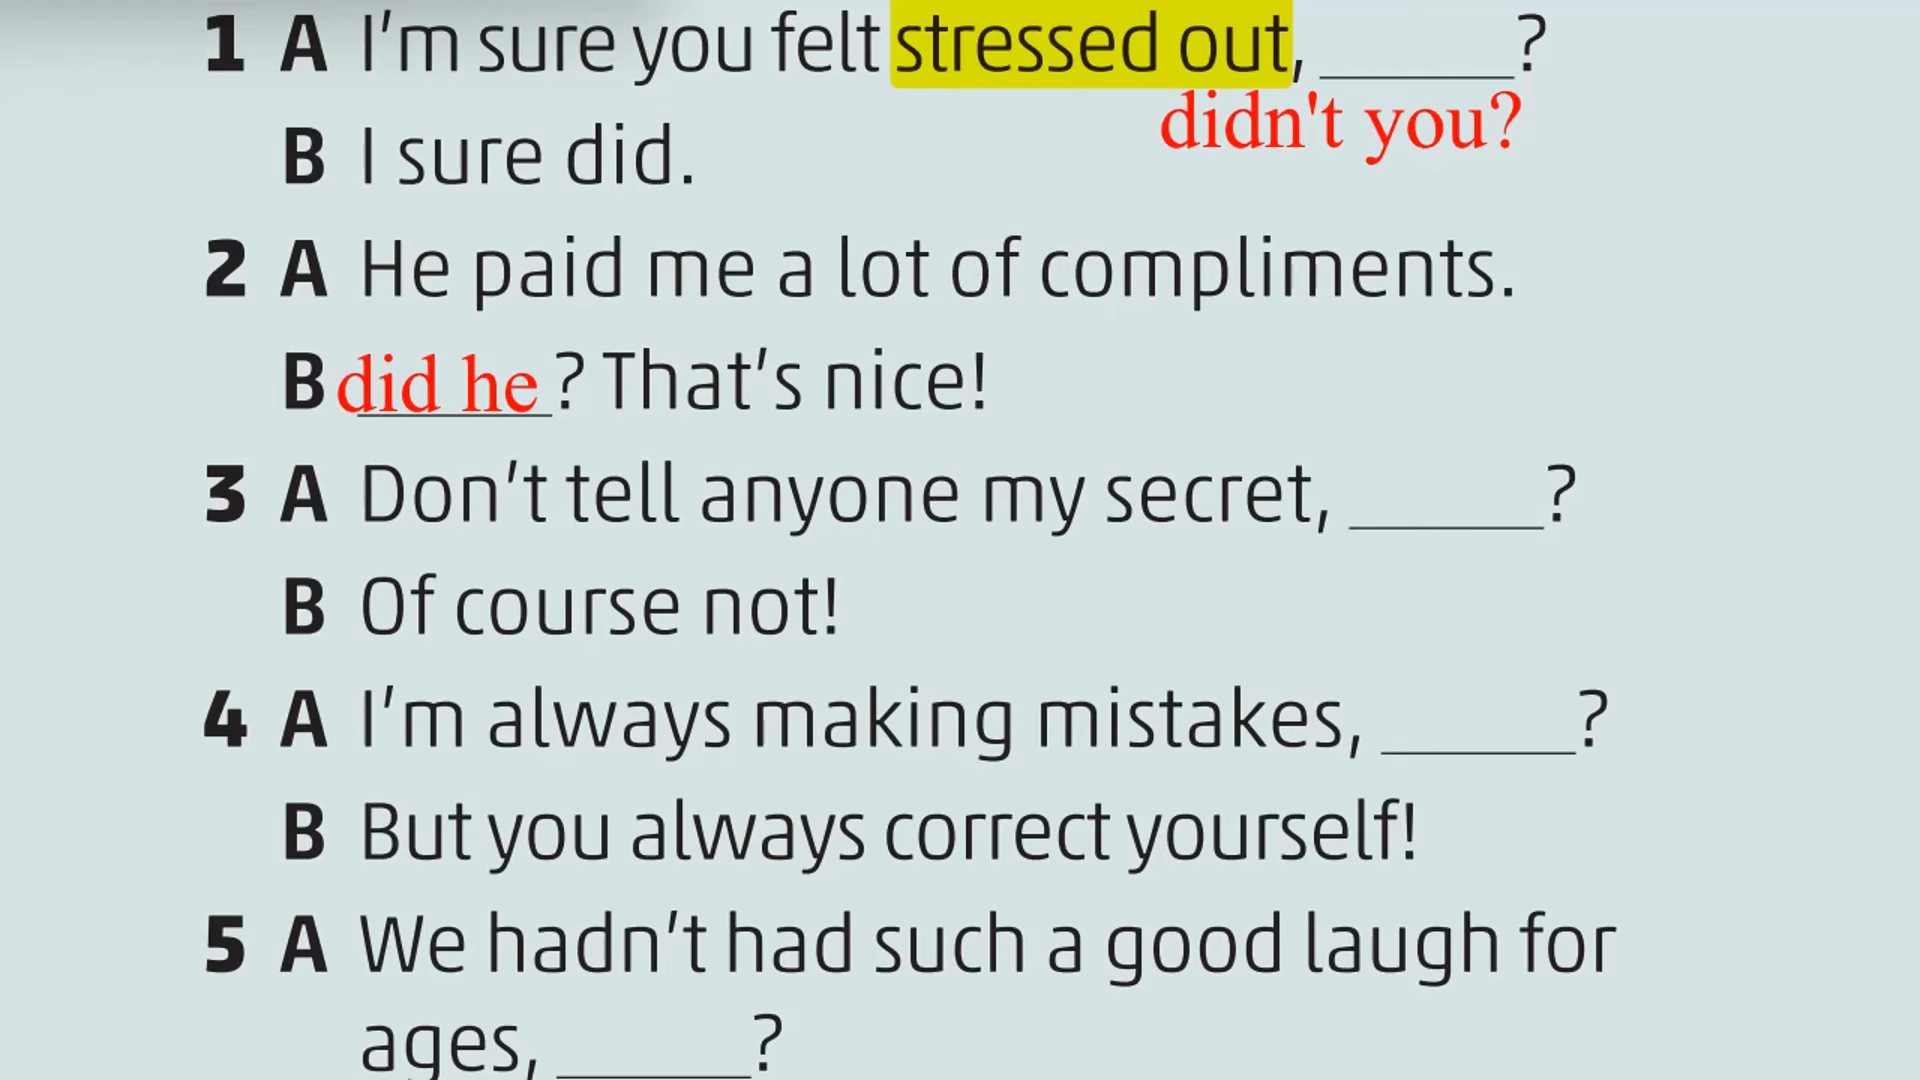 1 A I'm sure you felt stressed out, ______?
didn't you?
B I sure did.
2 A He paid me a lot of compliments.
B did he? That's nice!
3 A Don't tell anyone my secret, ______?
B Of course not!
4 A I'm always making mistakes, ______?
B But you always correct yourself!
5 A We hadn't had such a good laugh for
ages, ______?